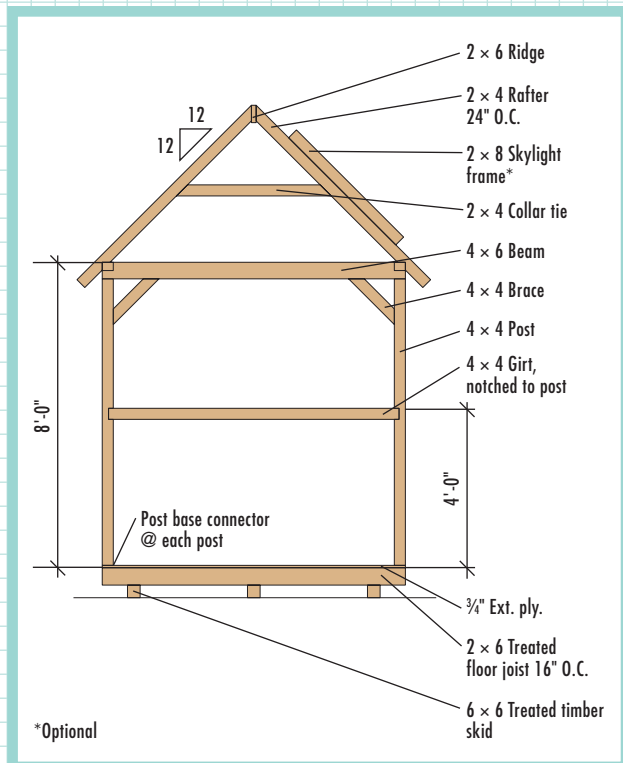 2 × 6 Ridge
2 × 4 Rafter
24" O.C.
12
12
2 × 8 Skylight
frame*
2 × 4 Collar tie
4 × 6 Beam
4 × 4 Brace
4 × 4 Post
4 × 4 Girt,
notched to post
8'-0"
4'-0"
Post base connector
@ each post
¾" Ext. ply.
2 × 6 Treated
floor joist 16" O.C.
6 × 6 Treated timber
skid
*Optional